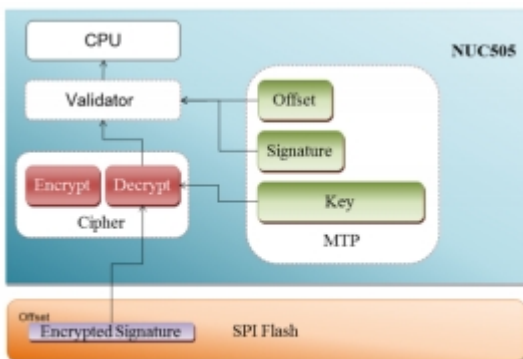 CPU
NUC505
Validator
Offset
Signature
Encrypt
Decrypt
Key
Cipher
MTP
Offset
Encrypted Signature
SPI Flash